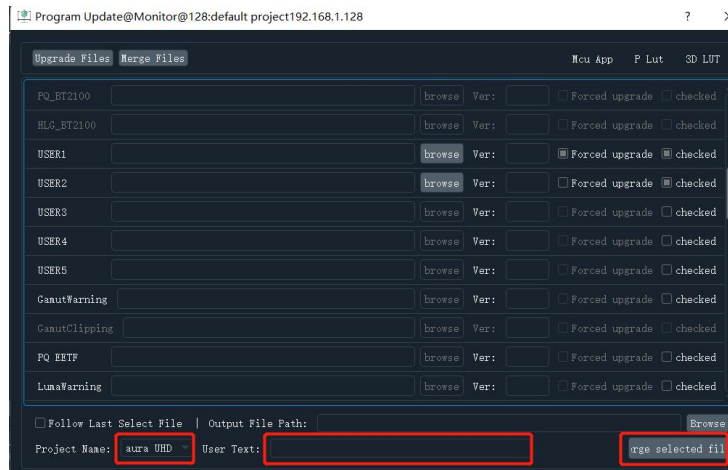 Program Update@Monitor@128:default project192.168.1.128 ?
Upgrade Files Merge Files Mcu App P Lut 3D LUT
PQ_BT2100 browse Ver: Forced upgrade checked
HLG_BT2100 browse Ver: Forced upgrade checked
USER1 browse Ver: Forced upgrade checked
USER2 browse Ver: Forced upgrade checked
USER3 browse Ver: Forced upgrade checked
USER4 browse Ver: Forced upgrade checked
USER5 browse Ver: Forced upgrade checked
GamutWarning browse Ver: Forced upgrade checked
GamutClipping browse Ver: Forced upgrade checked
PQ EETF browse Ver: Forced upgrade checked
LumaWarning browse Ver: Forced upgrade checked
Follow Last Select File | Output File Path: Browse
Project Name: aura UHD User Text: rge selected fil